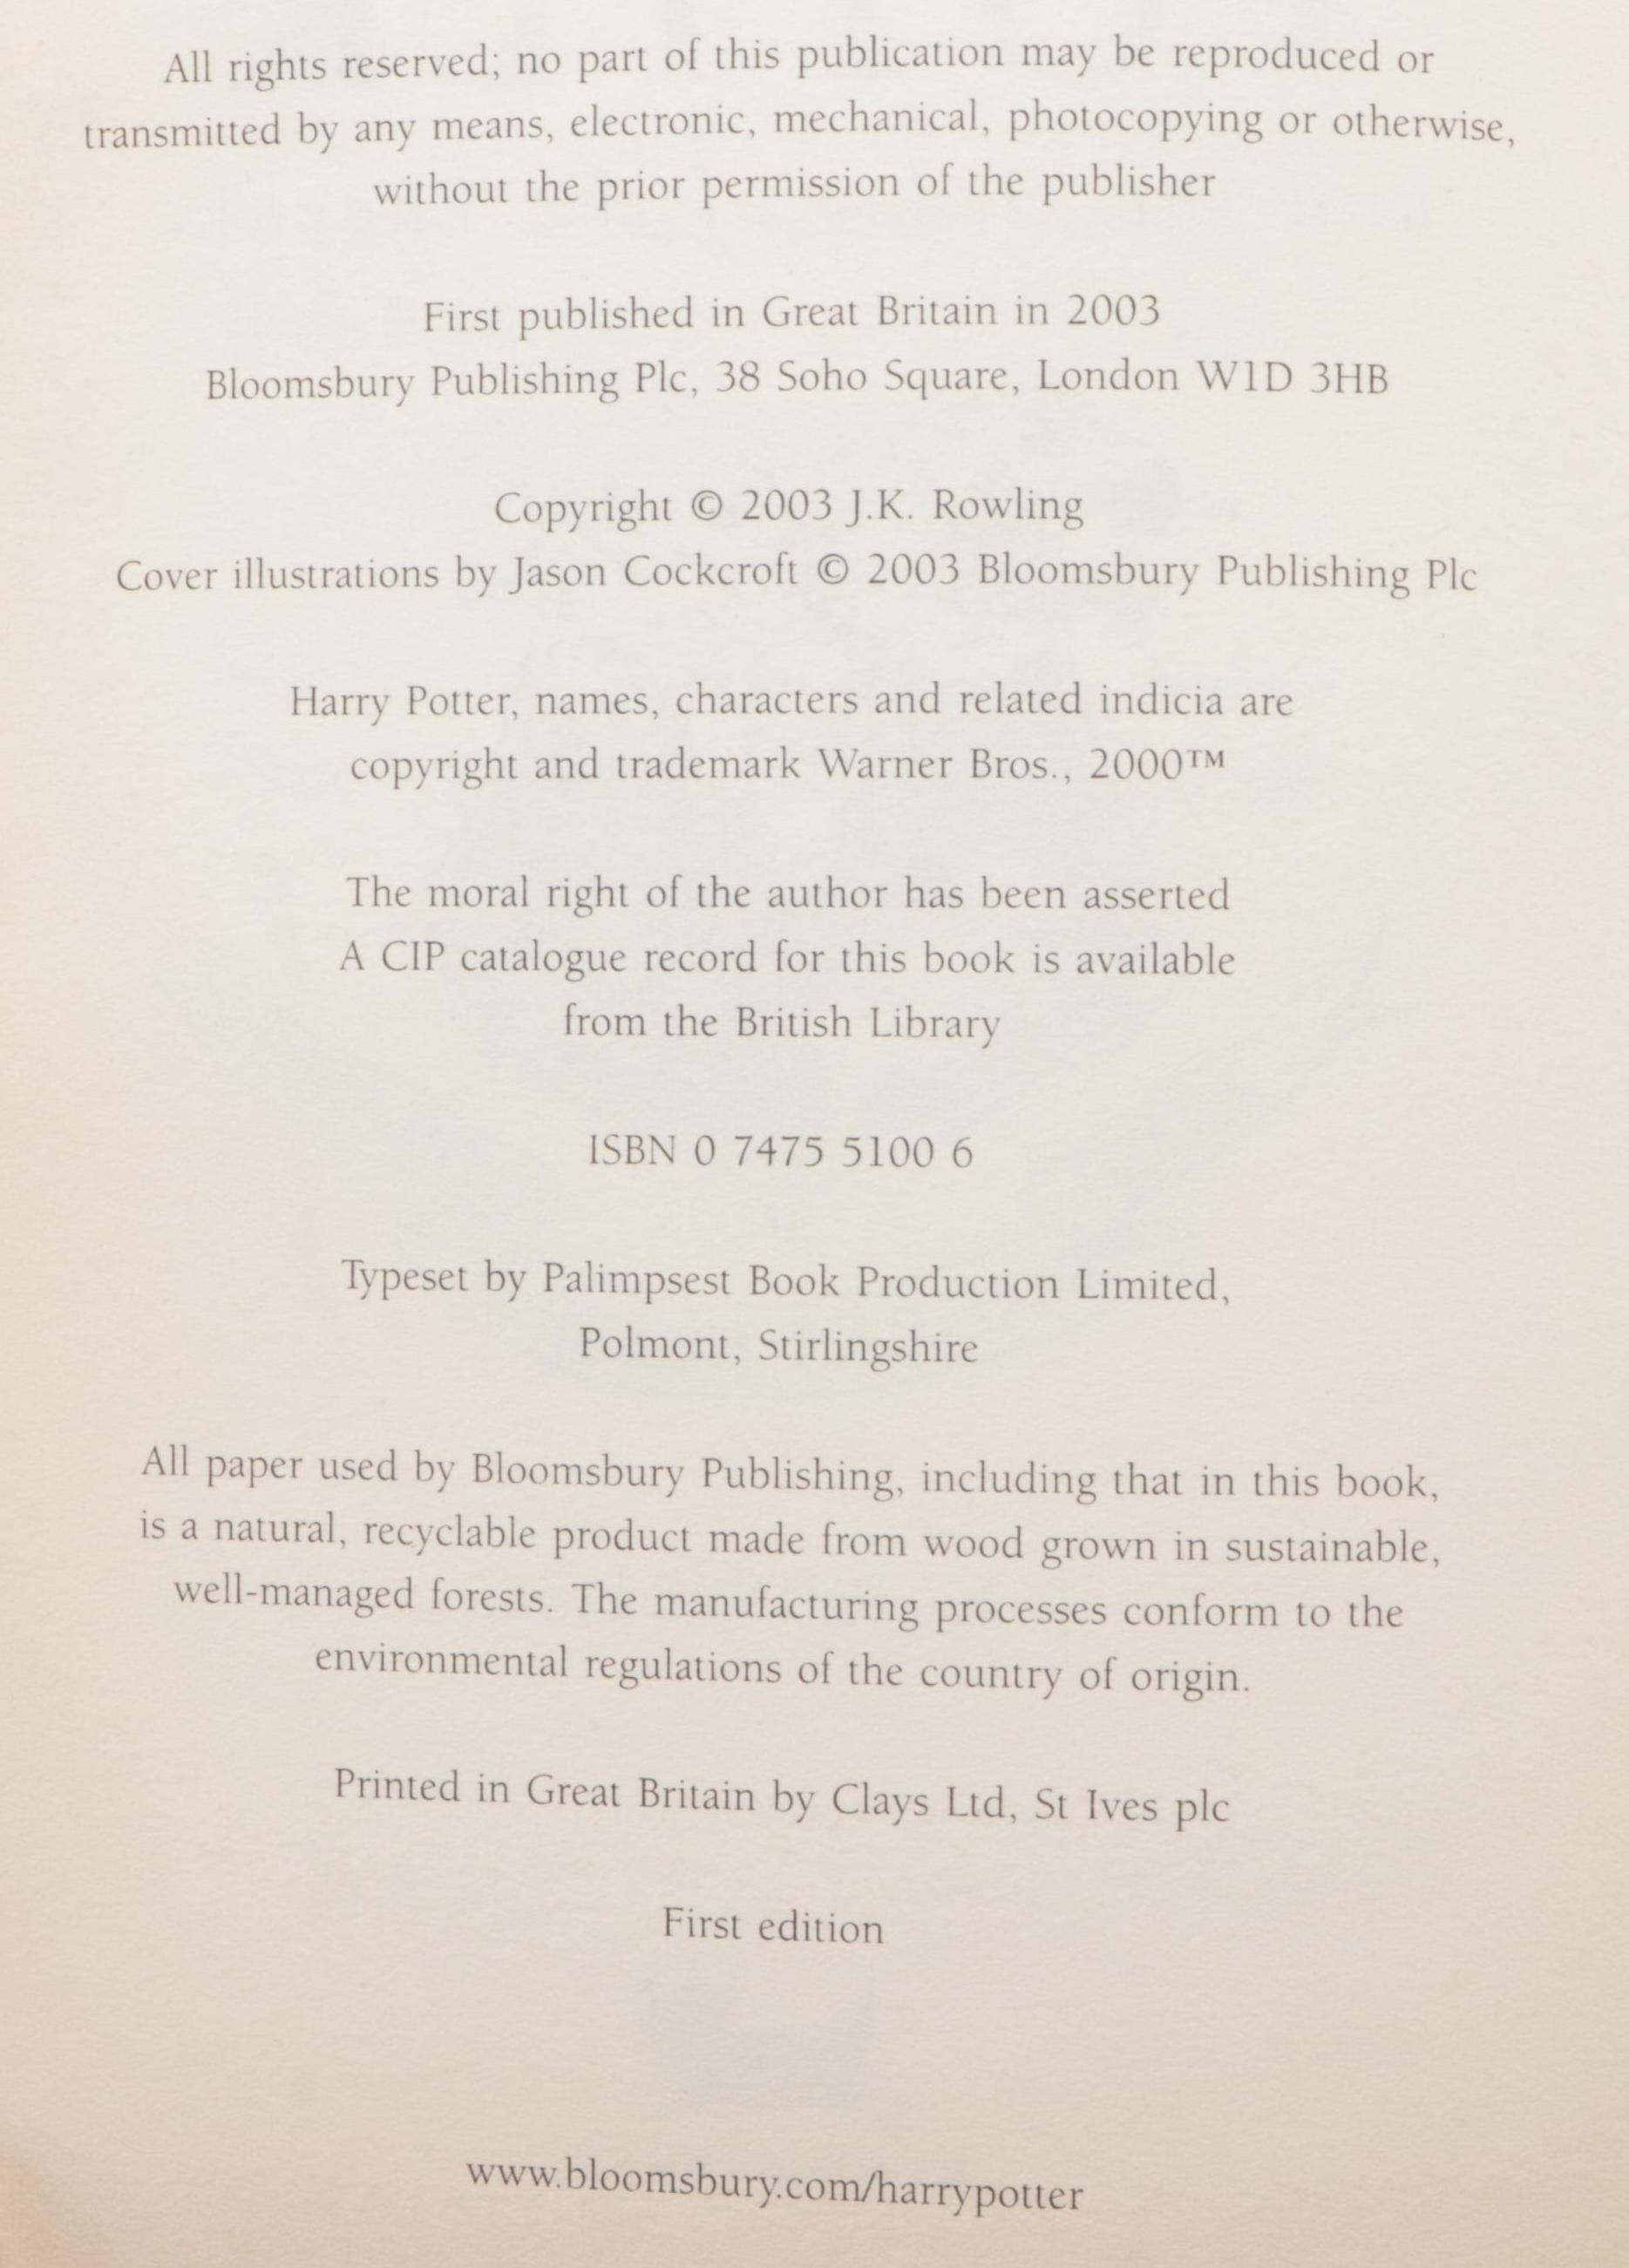 All rights reserved; no part of this publication may be reproduced or
transmitted by any means, electronic, mechanical, photocopying or otherwise,
without the prior permission of the publisher
First published in Great Britain in 2003
Bloomsbury Publishing Plc, 38 Soho Square, London W1D 3HB
Copyright © 2003 J.K. Rowling
Cover illustrations by Jason Cockcroft © 2003 Bloomsbury Publishing Plc
Harry Potter, names, characters and related indicia are
copyright and trademark Warner Bros., 2000™
The moral right of the author has been asserted
A CIP catalogue record for this book is available
from the British Library
ISBN 0 7475 5100 6
Typeset by Palimpsest Book Production Limited,
Polmont, Stirlingshire
All paper used by Bloomsbury Publishing, including that in this book,
is a natural, recyclable product made from wood grown in sustainable,
well-managed forests. The manufacturing processes conform to the
environmental regulations of the country of origin.
Printed in Great Britain by Clays Ltd, St Ives plc
First edition
www.bloomsbury.com/harrypotter